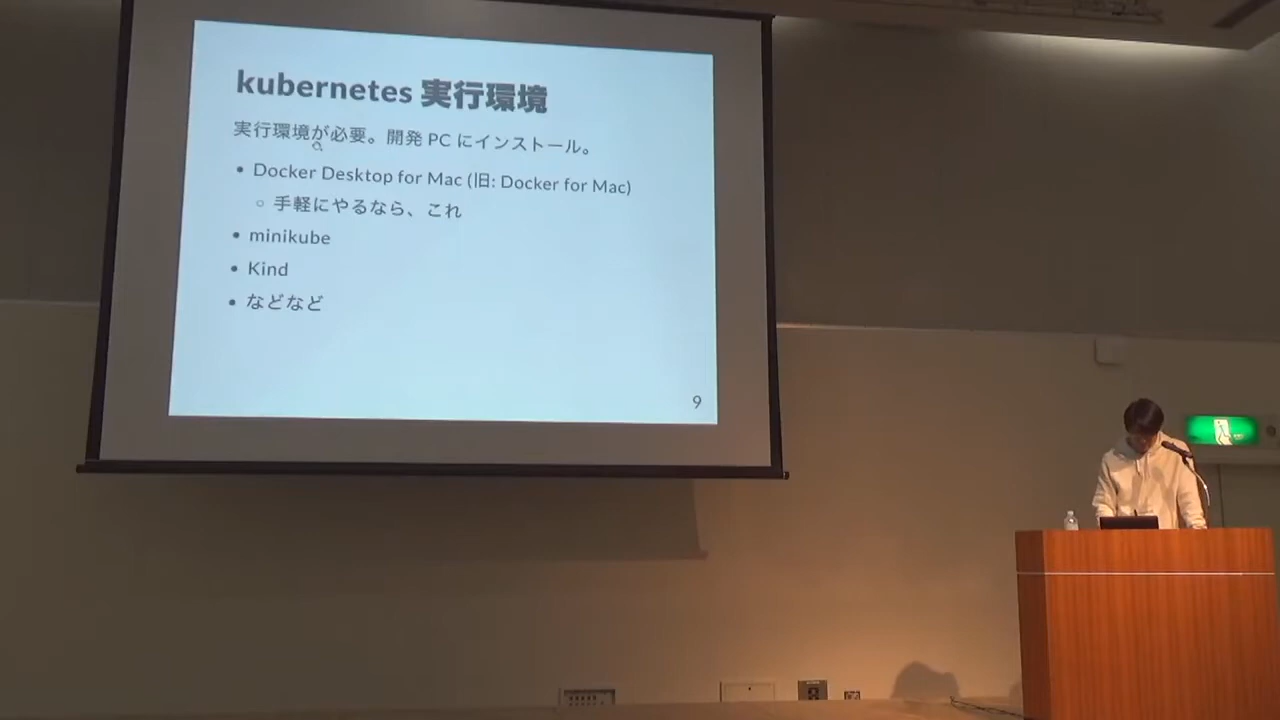 kubernetes 実行環境
実行環境が必要。開発 PC にインストール。
• Docker Desktop for Mac (旧: Docker for Mac)
◦ 手軽にやるなら、これ
• minikube
• Kind
• などなど
9